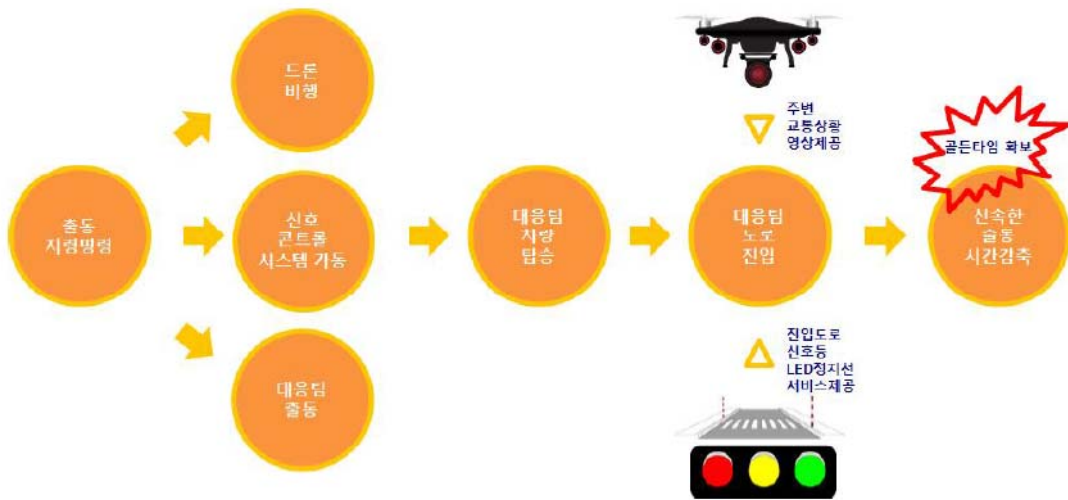 출동
지령발령
드론
비행
신호
콘트롤
시스템 가동
대응팀
출동
대응팀
차량
탑승
주변
교통상황
영상제공
대응팀
도로
진입
진입도로
신호등
LED정지선
서비스제공
골든타임 확보
신속한
출동
시간단축